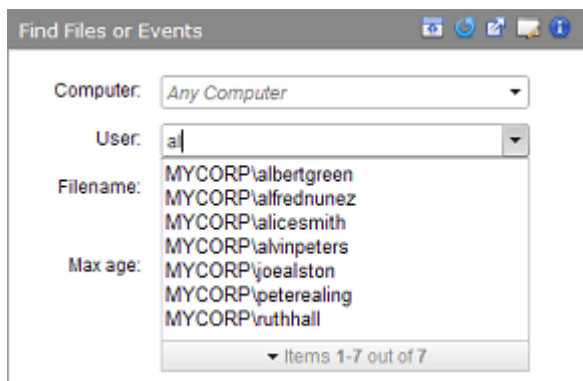 Find Files or Events
Computer: Any Computer
User: al
MYCORP\albertgreen
Filename: MYCORP\alfrednunez
MYCORP\alicesmith
MYCORP\alvinpeters
Max age: MYCORP\joealston
MYCORP\peterealing
MYCORP\ruthhall
Items 1-7 out of 7